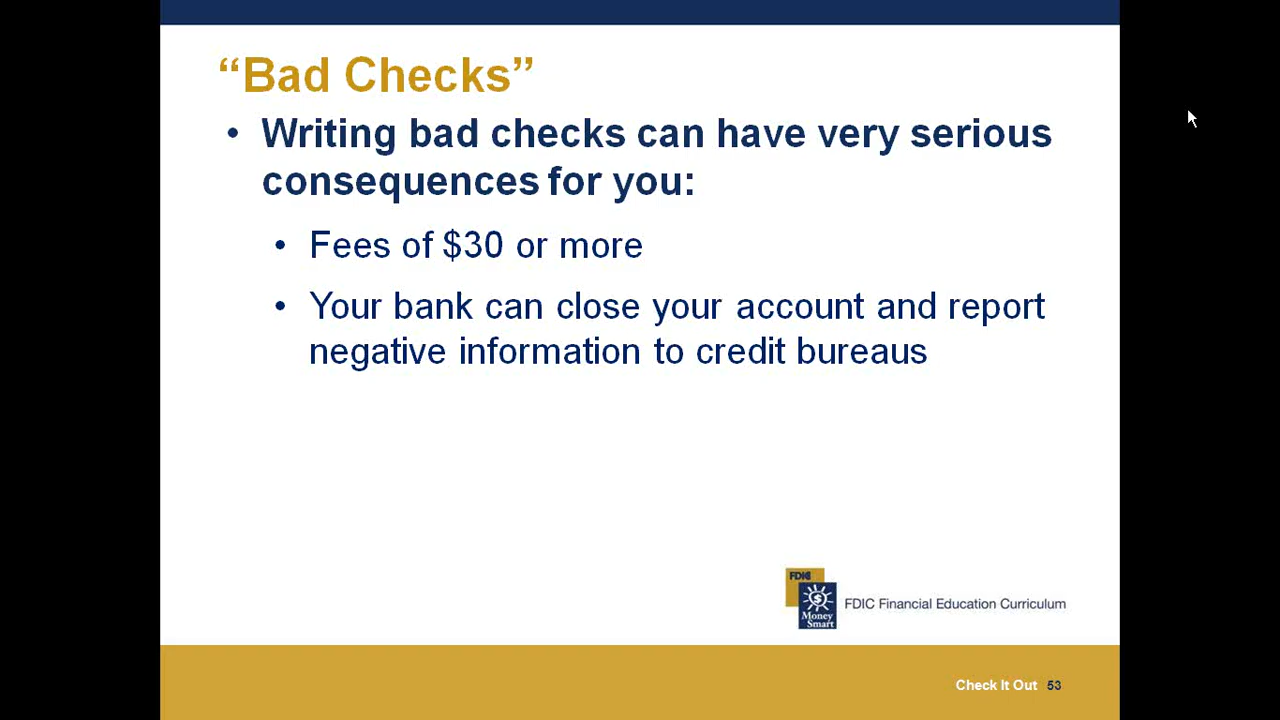 “Bad Checks”
• Writing bad checks can have very serious
consequences for you:
• Fees of $30 or more
• Your bank can close your account and report
negative information to credit bureaus
FDIC
$
Money
Smart
FDIC Financial Education Curriculum
Check It Out 53